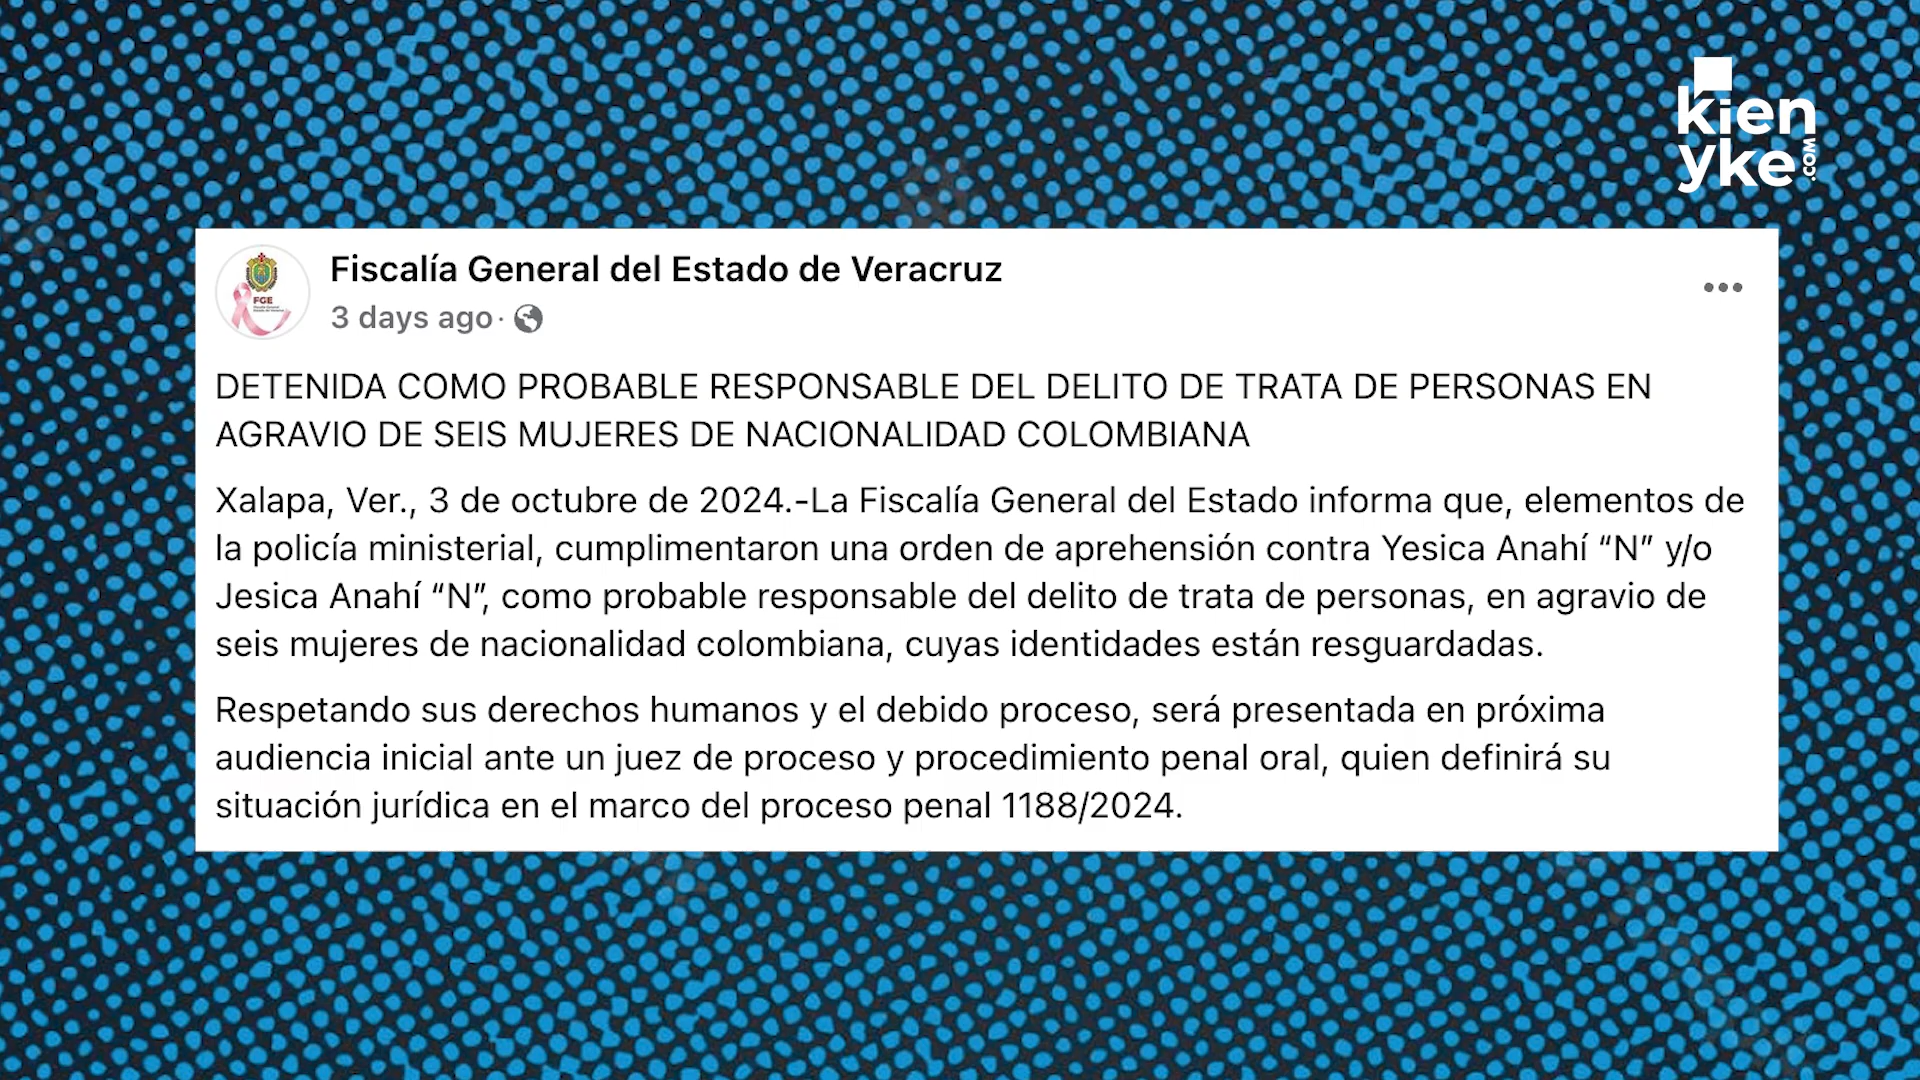 kien
yke.COM
Fiscalía General del Estado de Veracruz
FGE
3 days ago ·
DETENIDA COMO PROBABLE RESPONSABLE DEL DELITO DE TRATA DE PERSONAS EN
AGRAVIO DE SEIS MUJERES DE NACIONALIDAD COLOMBIANA
Xalapa, Ver., 3 de octubre de 2024.-La Fiscalía General del Estado informa que, elementos de
la policía ministerial, cumplimentaron una orden de aprehensión contra Yesica Anahí “N” y/o
Jesica Anahí “N”, como probable responsable del delito de trata de personas, en agravio de
seis mujeres de nacionalidad colombiana, cuyas identidades están resguardadas.
Respetando sus derechos humanos y el debido proceso, será presentada en próxima
audiencia inicial ante un juez de proceso y procedimiento penal oral, quien definirá su
situación jurídica en el marco del proceso penal 1188/2024.